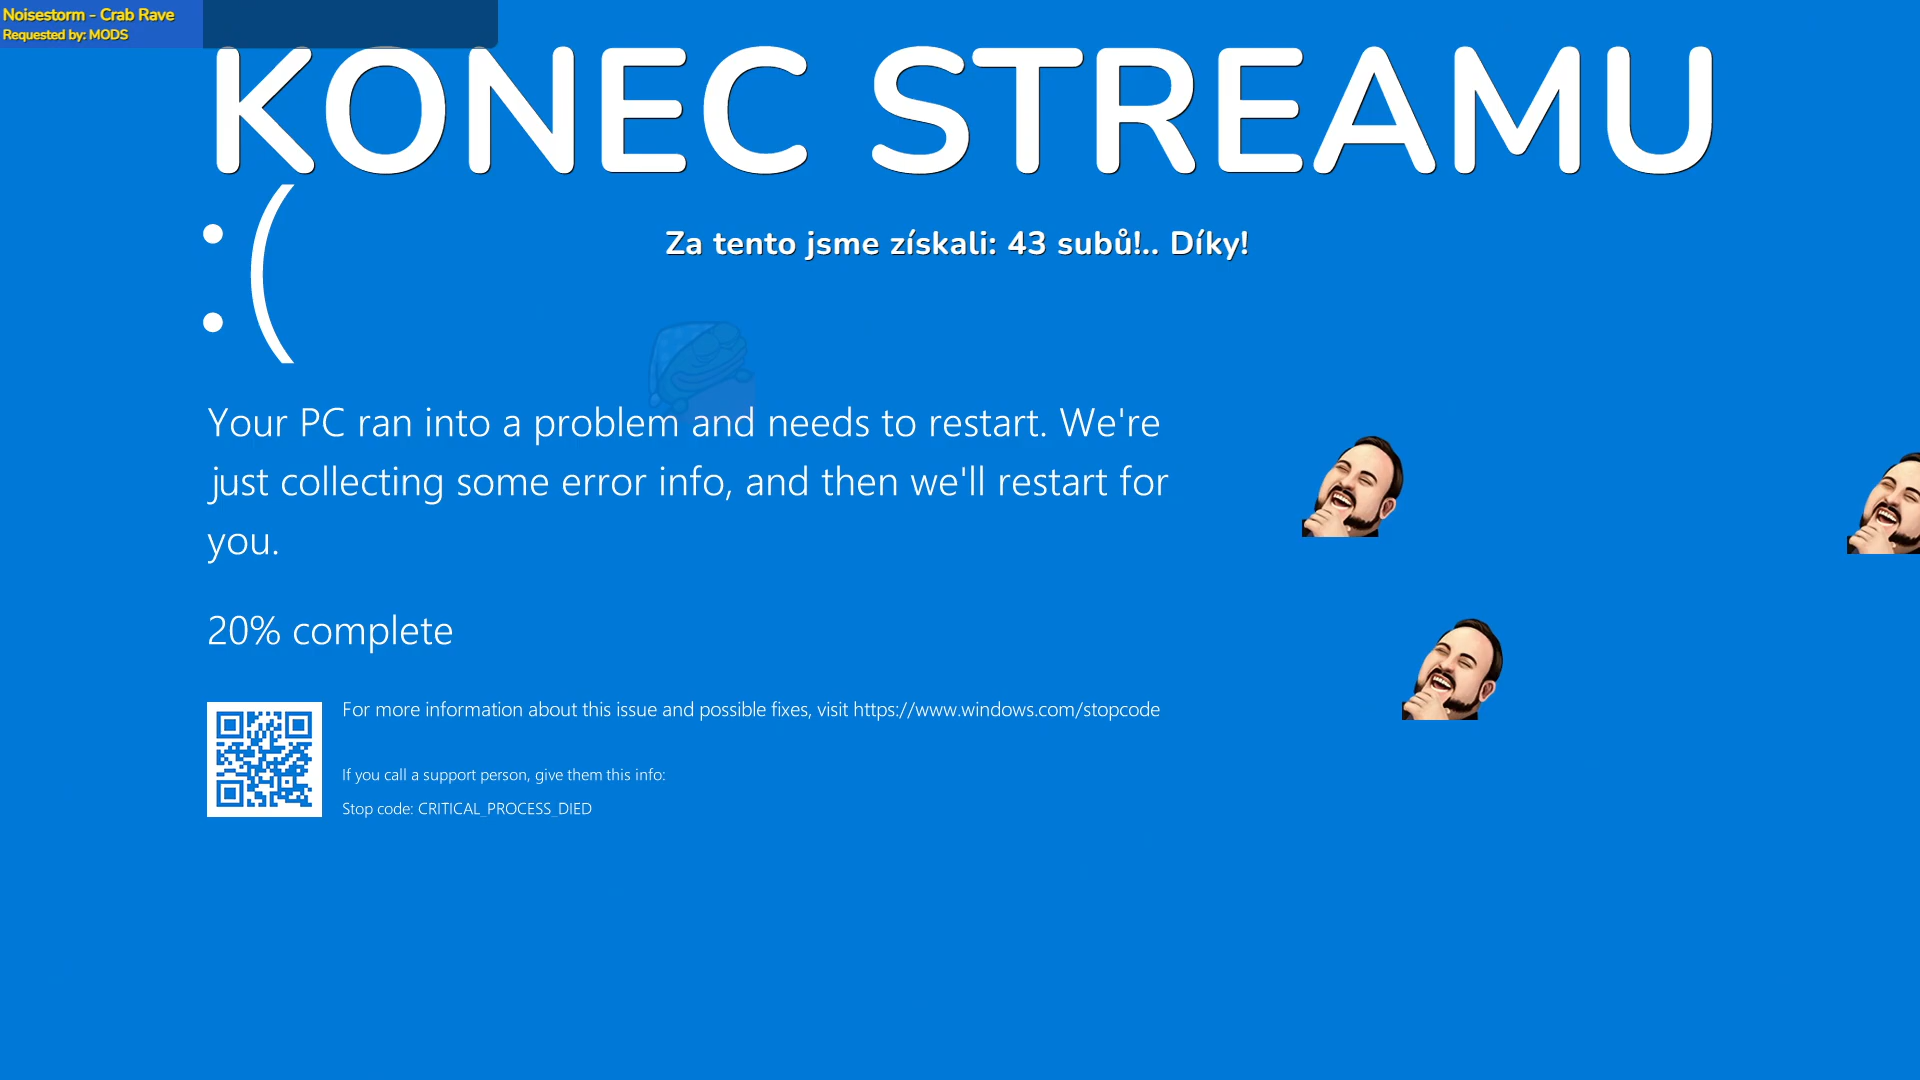 Noisestorm - Crab Rave
Requested by: MODS
KONEC STREAMU
:(
Za tento jsme získali: 43 subů!.. Díky!
Your PC ran into a problem and needs to restart. We're
just collecting some error info, and then we'll restart for
you.
20% complete
For more information about this issue and possible fixes, visit https://www.windows.com/stopcode
If you call a support person, give them this info:
Stop code: CRITICAL_PROCESS_DIED